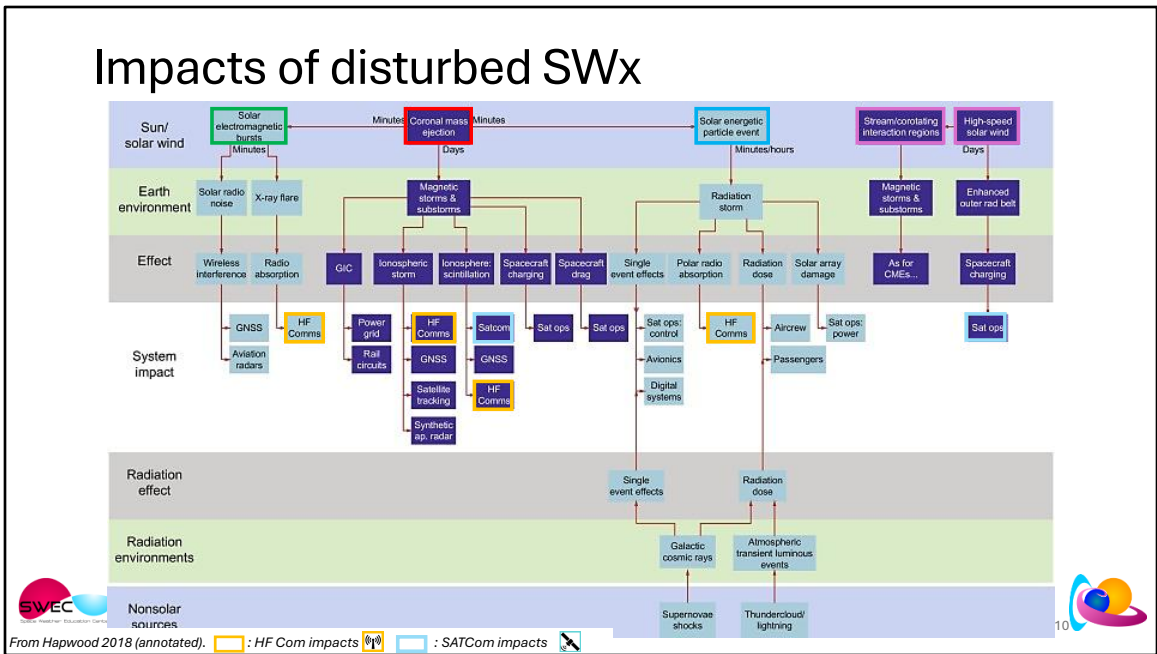 Impacts of disturbed SWx
Sun/
solar wind
Solar
electromagnetic
bursts
Minutes
Coronal mass
ejection
Minutes
Solar energetic
particle event
Stream/corotating
interaction regions
High-speed
solar wind
Minutes
Days
Minutes/hours
Days
Earth
environment
Solar radio
noise
X-ray flare
Magnetic
storms &
substorms
Radiation
storm
Magnetic
storms &
substorms
Enhanced
outer rad belt
Effect
Wireless
interference
Radio
absorption
GIC
Ionospheric
storm
Ionosphere:
scintillation
Spacecraft
charging
Spacecraft
drag
Single
event effects
Polar radio
absorption
Radiation
dose
Solar array
damage
As for
CMEs...
Spacecraft
charging
System
impact
GNSS
HF
Comms
Power
grid
HF
Comms
Satcom
Sat ops
Sat ops
Sat ops:
control
HF
Comms
Aircrew
Sat ops:
power
Sat ops
Aviation
radars
Rail
circuits
GNSS
GNSS
Avionics
Passengers
Satellite
tracking
HF
Comms
Digital
systems
Synthetic
ap. radar
Radiation
effect
Single
event effects
Radiation
dose
Radiation
environments
Galactic
cosmic rays
Atmospheric
transient luminous
events
Nonsolar
sources
Supernovae
shocks
Thundercloud/
lightning
SWEC
Space Weather Education Cente
10
From Hapwood 2018 (annotated). : HF Com impacts : SATCom impacts